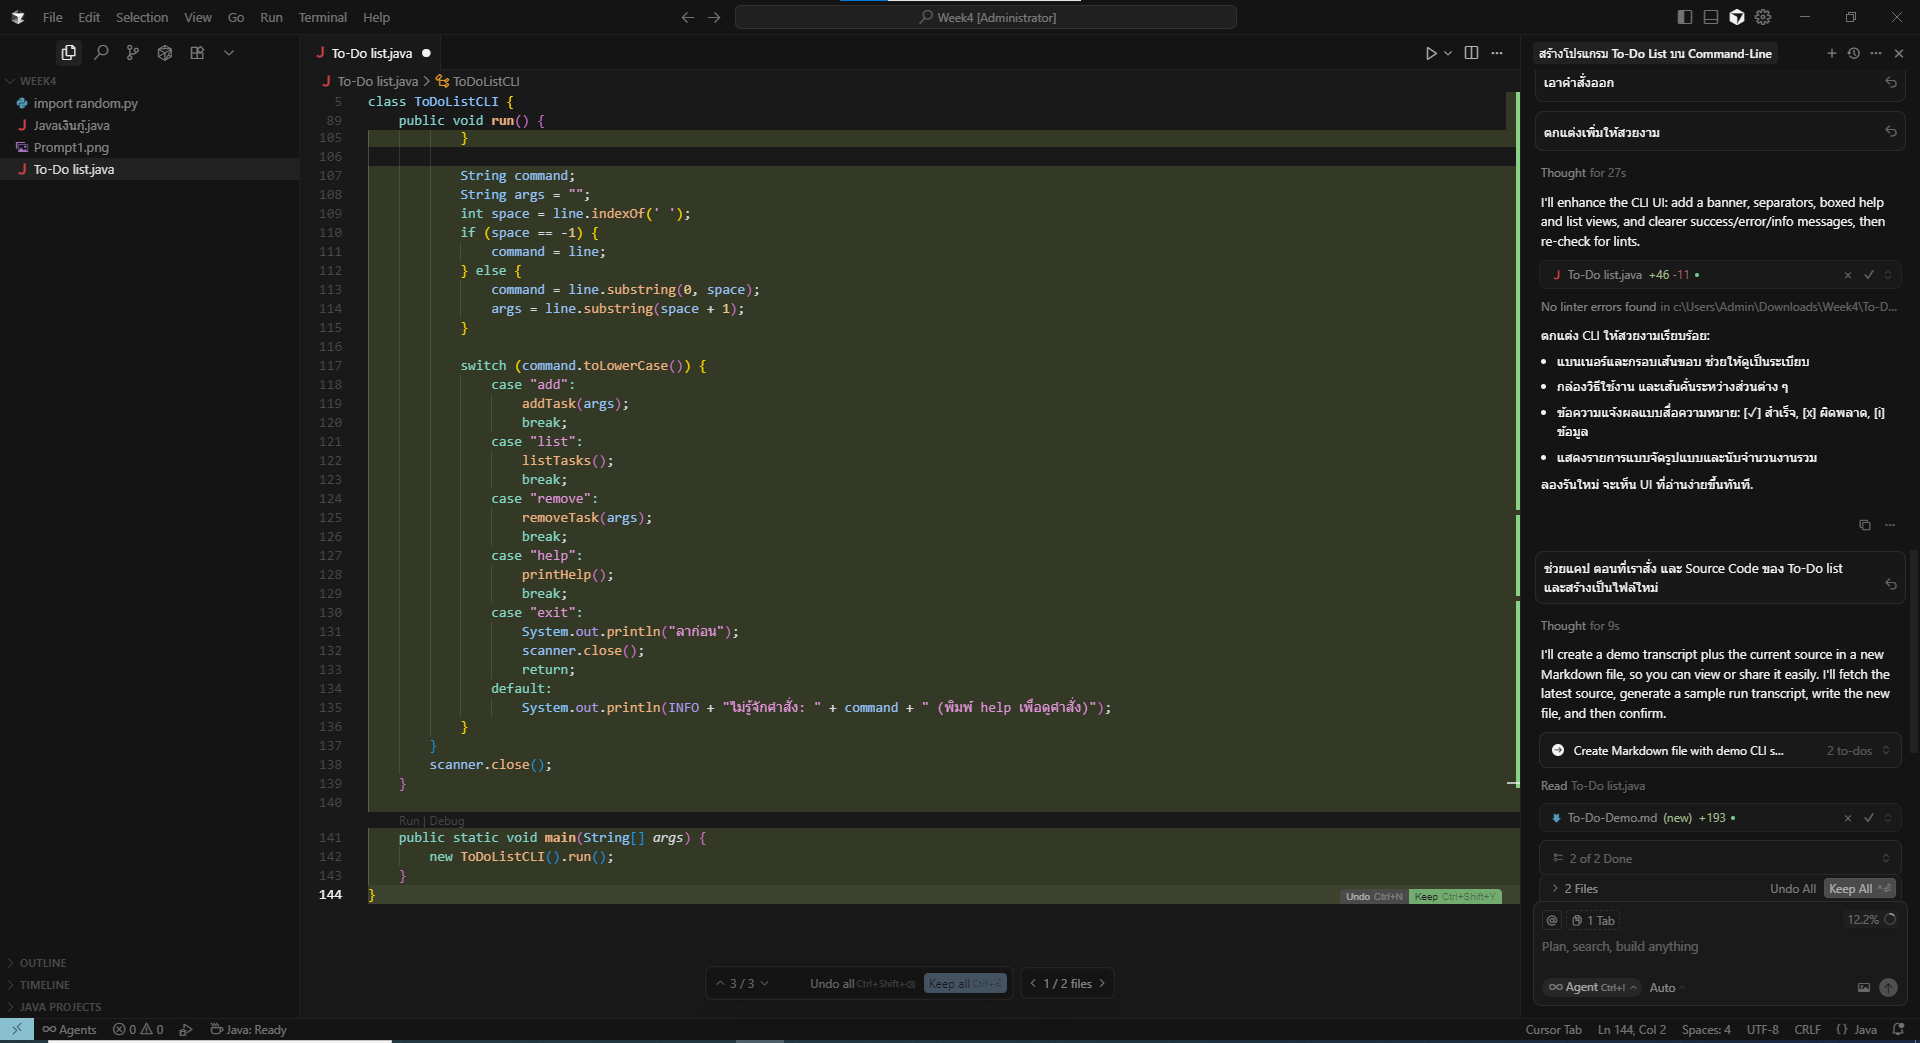 File Edit Selection View Go Run Terminal Help
Week4 [Administrator]
WEEK4
import random.py
Javaเงินกู้.java
Prompt1.png
To-Do list.java
OUTLINE
TIMELINE
JAVA PROJECTS
To-Do list.java
To-Do list.java > ToDoListCLI
5 class ToDoListCLI {
89 public void run() {
105 }
106
107 String command;
108 String args = "";
109 int space = line.indexOf(' ');
110 if (space == -1) {
111 command = line;
112 } else {
113 command = line.substring(0, space);
114 args = line.substring(space + 1);
115 }
116
117 switch (command.toLowerCase()) {
118 case "add":
119 addTask(args);
120 break;
121 case "list":
122 listTasks();
123 break;
124 case "remove":
125 removeTask(args);
126 break;
127 case "help":
128 printHelp();
129 break;
130 case "exit":
131 System.out.println("ลาก่อน");
132 scanner.close();
133 return;
134 default:
135 System.out.println(INFO + "ไม่รู้จักคำสั่ง: " + command + " (พิมพ์ help เพื่อดูคำสั่ง)");
136 }
137 }
138 scanner.close();
139 }
140
Run | Debug
141 public static void main(String[] args) {
142 new ToDoListCLI().run();
143 }
144 }
Undo Ctrl+N Keep Ctrl+Shift+Y
3 / 3 Undo all Ctrl+Shift+⌫ Keep all Ctrl+⏎ 1 / 2 files
สร้างโปรแกรม To-Do List บน Command-Line
เอาคำสั่งออก
ตกแต่งเพิ่มให้สวยงาม
Thought for 27s
I'll enhance the CLI UI: add a banner, separators, boxed help
and list views, and clearer success/error/info messages, then
re-check for lints.
To-Do list.java +46 -11
No linter errors found in c:\Users\Admin\Downloads\Week4\To-D...
ตกแต่ง CLI ให้สวยงามเรียบร้อย:
• แบนเนอร์และกรอบเส้นขอบ ช่วยให้ดูเป็นระเบียบ
• กล่องวิธีใช้งาน และเส้นคั่นระหว่างส่วนต่าง ๆ
• ข้อความแจ้งผลแบบสื่อความหมาย: [✓] สำเร็จ, [x] ผิดพลาด, [i]
ข้อมูล
• แสดงรายการแบบจัดรูปแบบและนับจำนวนงานรวม
ลองรันใหม่ จะเห็น UI ที่อ่านง่ายขึ้นทันที.
ช่วยแคป ตอนที่เราสั่ง และ Source Code ของ To-Do list
และสร้างเป็นไฟล์ใหม่
Thought for 9s
I'll create a demo transcript plus the current source in a new
Markdown file, so you can view or share it easily. I'll fetch the
latest source, generate a sample run transcript, write the new
file, and then confirm.
Create Markdown file with demo CLI s... 2 to-dos
Read To-Do list.java
To-Do-Demo.md (new) +193
2 of 2 Done
2 Files Undo All Keep All ^⏎
@ 1 Tab 12.2%
Plan, search, build anything
Agent Ctrl+I Auto
Agents 0 0 Java: Ready
Cursor Tab Ln 144, Col 2 Spaces: 4 UTF-8 CRLF {} Java